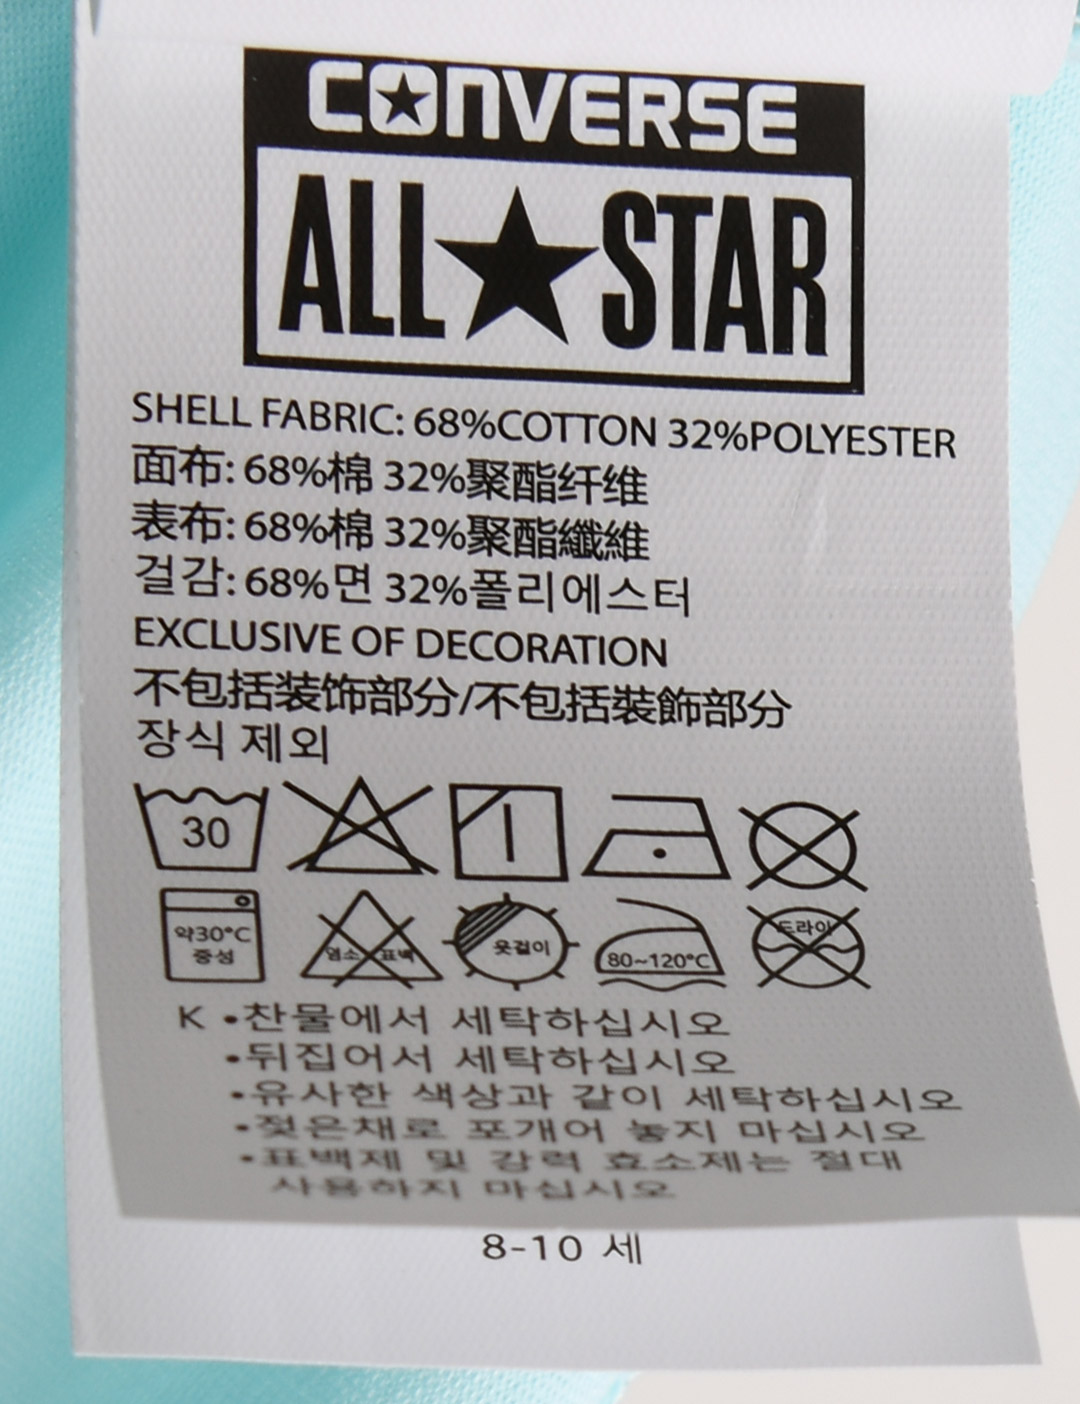 CONVERSE
ALL★STAR
SHELL FABRIC: 68%COTTON 32%POLYESTER
面布: 68%棉 32%聚酯纤维
表布: 68%棉 32%聚酯纖維
걸감: 68%면 32%폴리에스터
EXCLUSIVE OF DECORATION
不包括装饰部分/不包括裝飾部分
장식 제외
30
약30°C
중성
염소 표백
옷걸이
80~120°C
드라이
K •찬물에서 세탁하십시오
•뒤집어서 세탁하십시오
•유사한 색상과 같이 세탁하십시오
•젖은채로 포개어 놓지 마십시오
•표백제 및 강력 효소제는 절대
사용하지 마십시오
8-10 세